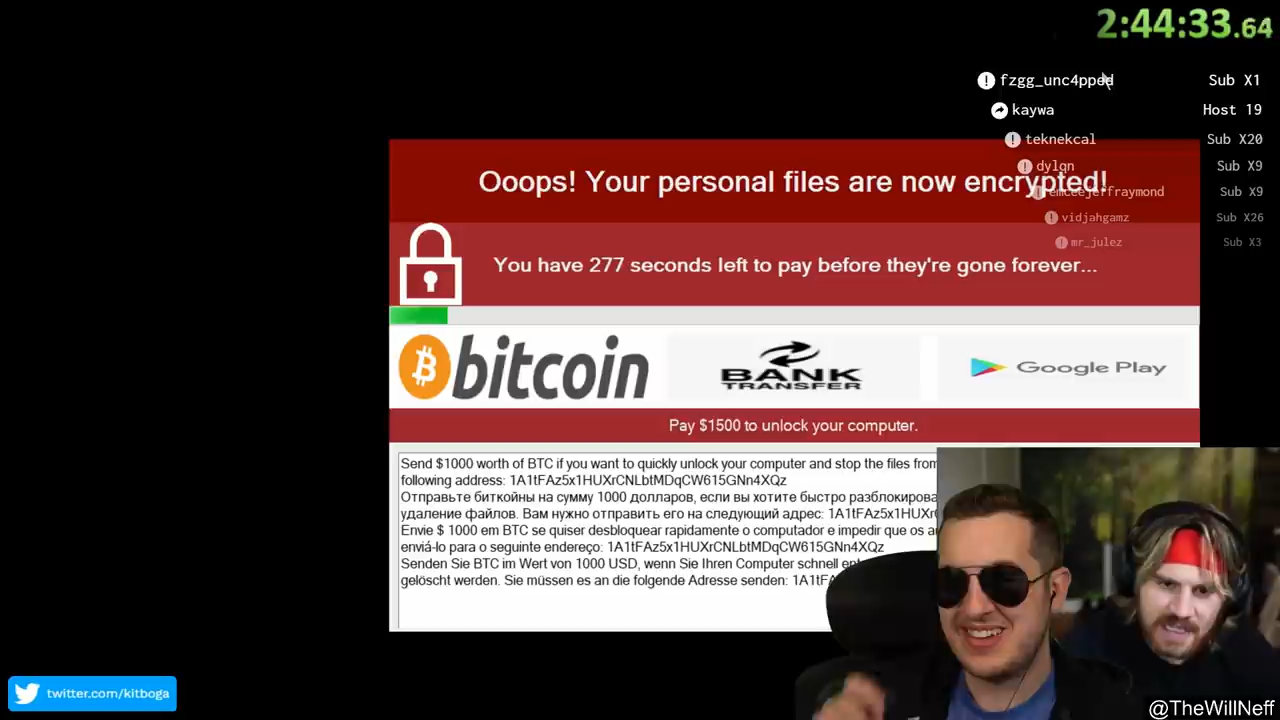 2:44:33.64
fzgg_unc4pped Sub X1
kaywa Host 19
teknekcal Sub X20
dylqn Sub X9
emceejeffraymond Sub X9
vidjahgamz Sub X26
mr_julez Sub X3
Ooops! Your personal files are now encrypted!
You have 277 seconds left to pay before they're gone forever...
bitcoin
BANK
TRANSFER
Google Play
Pay $1500 to unlock your computer.
Send $1000 worth of BTC if you want to quickly unlock your computer and stop the files from
following address: 1A1tFAz5x1HUXrCNLbtMDqCW615GNn4XQz
Отправьте биткойны на сумму 1000 долларов, если вы хотите быстро разблокирова
удаление файлов. Вам нужно отправить его на следующий адрес: 1A1tFAz5x1HUXr
Envie $ 1000 em BTC se quiser desbloquear rapidamente o computador e impedir que os
enviá-lo para o seguinte endereço: 1A1tFAz5x1HUXrCNLbtMDqCW615GNn4XQz
Senden Sie BTC im Wert von 1000 USD, wenn Sie Ihren Computer schnell
gelöscht werden. Sie müssen es an die folgende Adresse senden: 1A1tFA
twitter.com/kitboga
@TheWillNeff